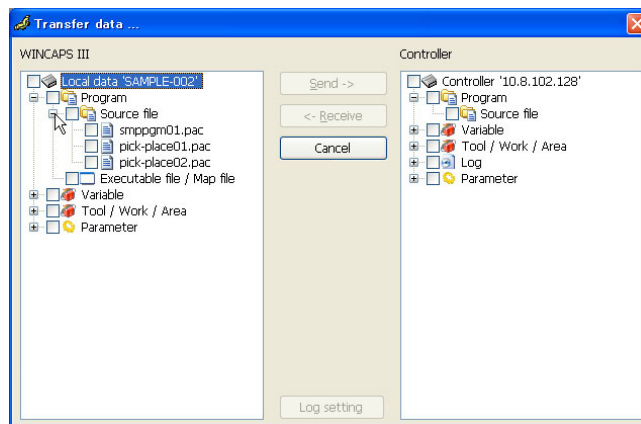 Transfer data ...
WINCAPS III
Local data 'SAMPLE-002'
Program
Source file
smppgm01.pac
pick-place01.pac
pick-place02.pac
Executable file / Map file
Variable
Tool / Work / Area
Parameter
Send ->
<- Receive
Cancel
Log setting
Controller
Controller '10.8.102.128'
Program
Source file
Variable
Tool / Work / Area
Log
Parameter